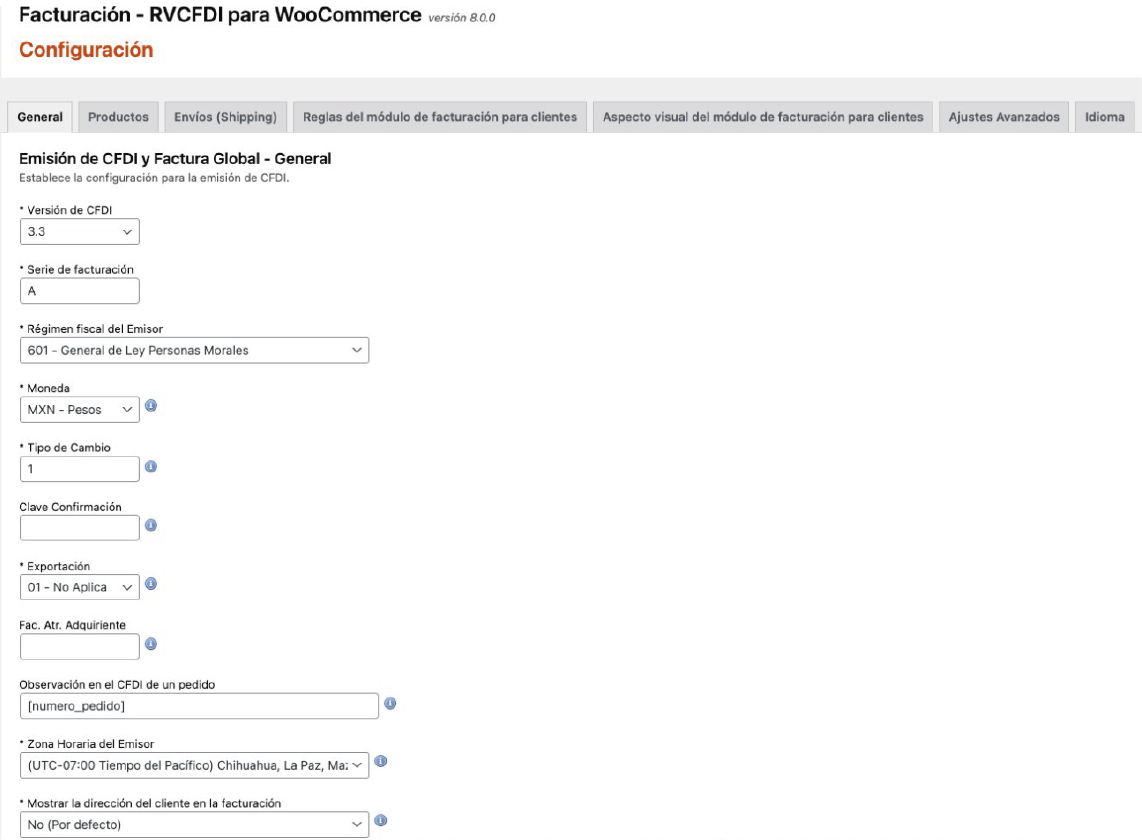 Facturación - RVCFDI para WooCommerce versión 8.0.0
Configuración
General Productos Envíos (Shipping) Reglas del módulo de facturación para clientes Aspecto visual del módulo de facturación para clientes Ajustes Avanzados Idioma
Emisión de CFDI y Factura Global - General
Establece la configuración para la emisión de CFDI.
* Versión de CFDI
3.3
* Serie de facturación
A
* Régimen fiscal del Emisor
601 - General de Ley Personas Morales
* Moneda
MXN - Pesos
* Tipo de Cambio
1
Clave Confirmación
* Exportación
01 - No Aplica
Fac. Atr. Adquiriente
Observación en el CFDI de un pedido
[numero_pedido]
* Zona Horaria del Emisor
(UTC-07:00 Tiempo del Pacífico) Chihuahua, La Paz, Ma
* Mostrar la dirección del cliente en la facturación
No (Por defecto)